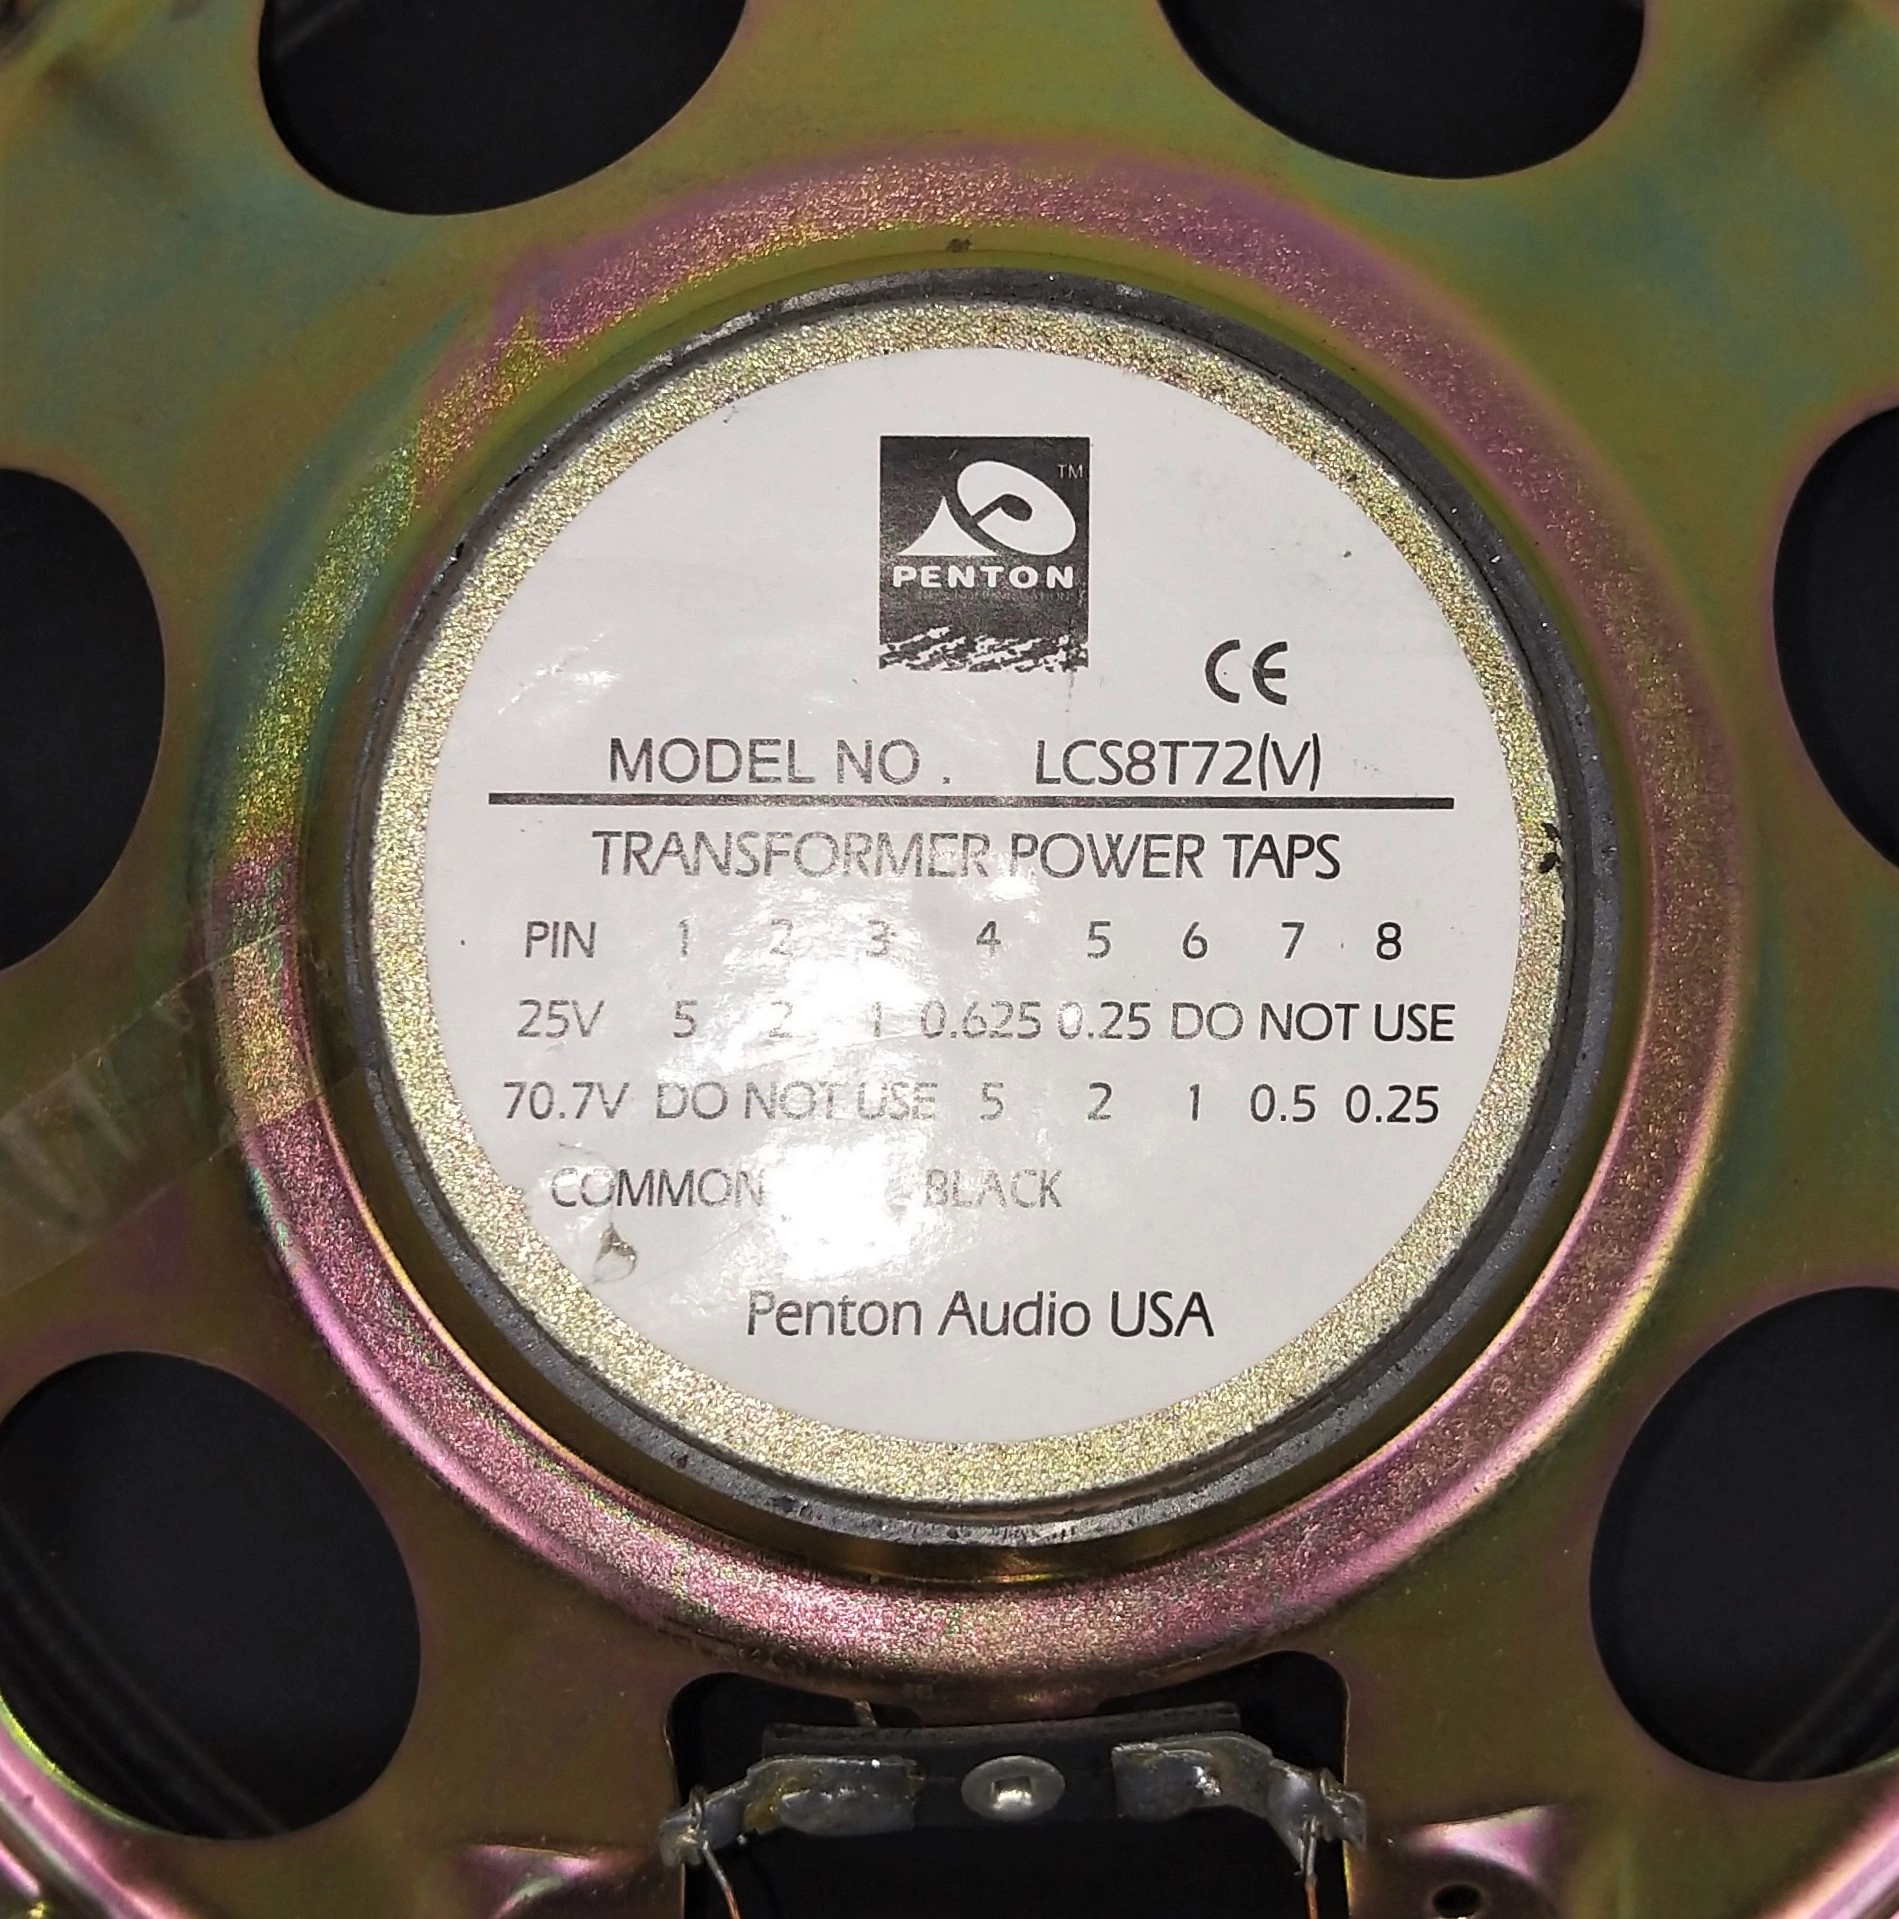 TM
PENTON
CE
MODEL NO. LCS8T72(V)
TRANSFORMER POWER TAPS
PIN 1 2 3 4 5 6 7 8
25V 5 2 1 0.625 0.25 DO NOT USE
70.7V DO NOT USE 5 2 1 0.5 0.25
COMMON BLACK
Penton Audio USA